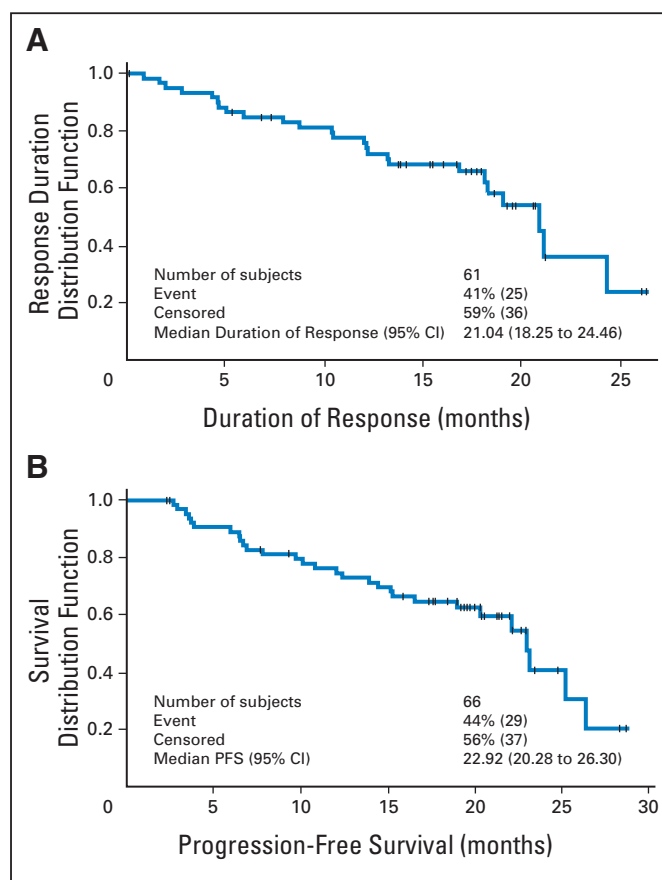 A
Response Duration
Distribution Function
1.0
0.8
0.6
0.4
0.2
Number of subjects 61
Event 41% (25)
Censored 59% (36)
Median Duration of Response (95% CI) 21.04 (18.25 to 24.46)
0 5 10 15 20 25
Duration of Response (months)
B
Survival
Distribution Function
1.0
0.8
0.6
0.4
0.2
Number of subjects 66
Event 44% (29)
Censored 56% (37)
Median PFS (95% CI) 22.92 (20.28 to 26.30)
0 5 10 15 20 25 30
Progression-Free Survival (months)